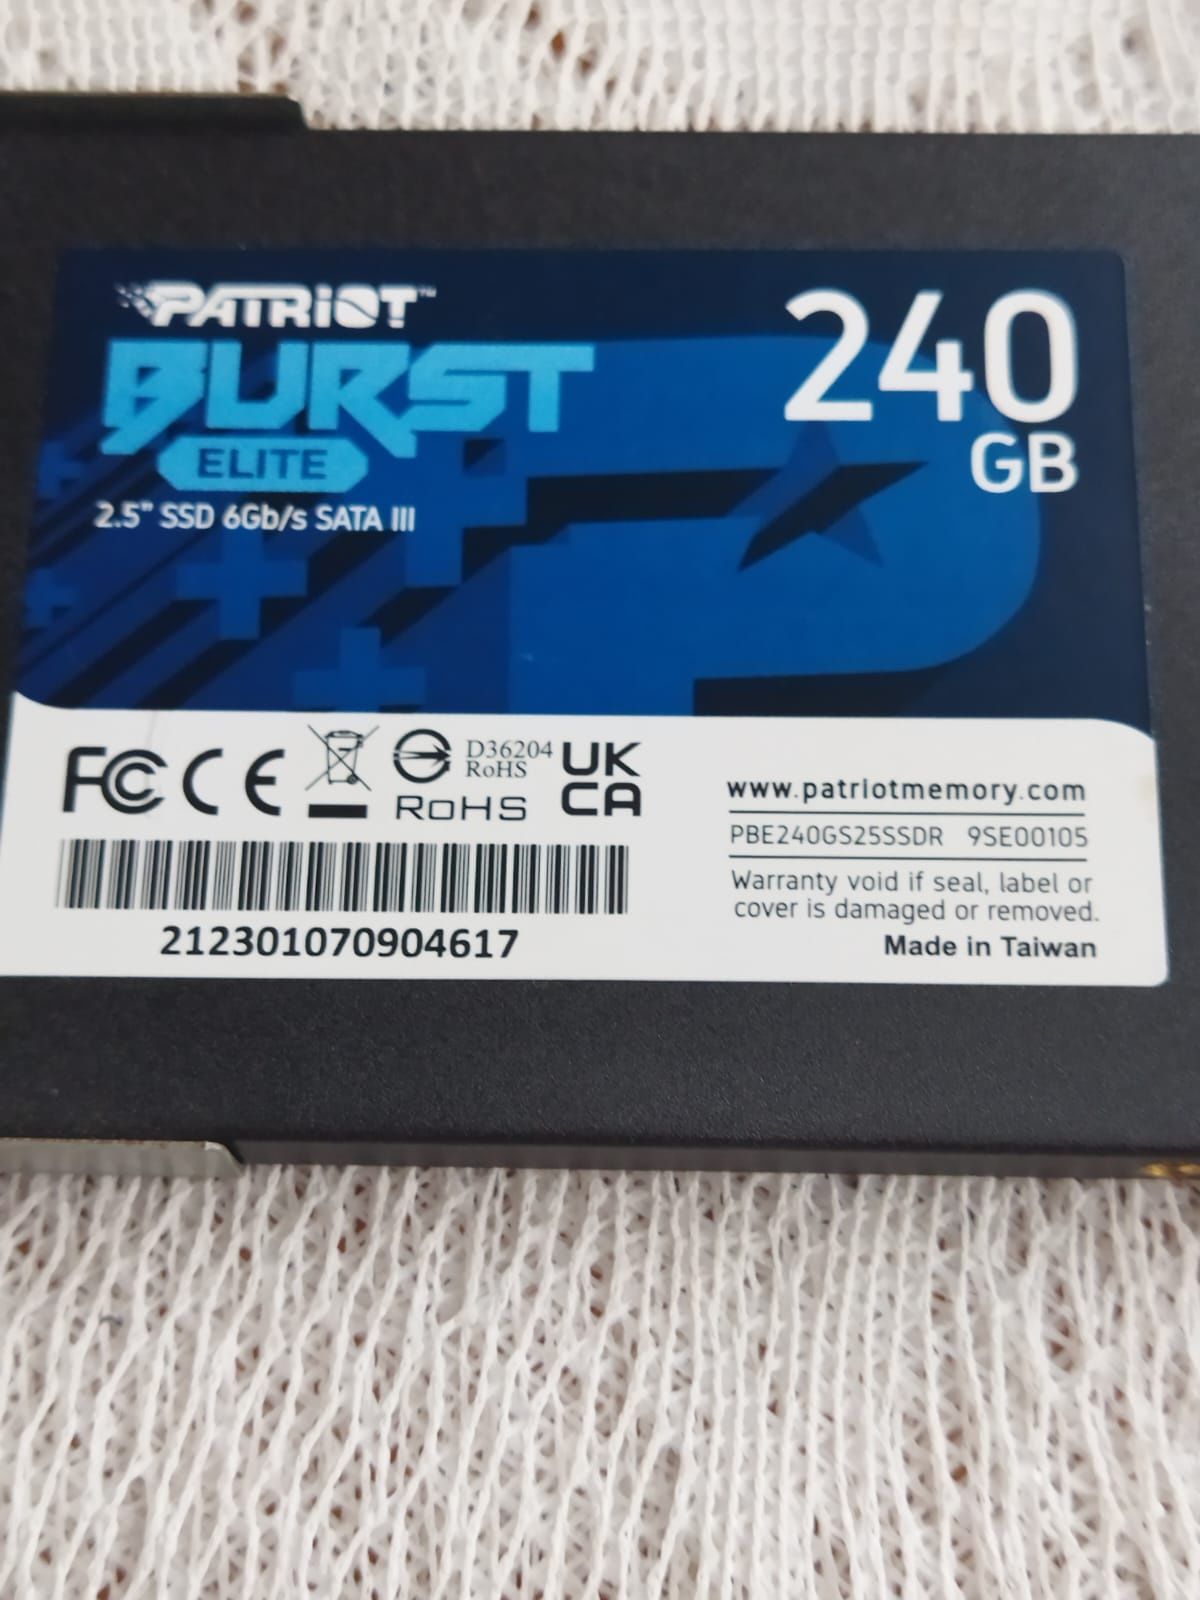 PATRIOT™
BURST
ELITE
2.5" SSD 6Gb/s SATA III
240
GB
FC CE
D36204
RoHS
RoHS
UK
CA
212301070904617
www.patriotmemory.com
PBE240GS25SSDR 9SE00105
Warranty void if seal, label or
cover is damaged or removed.
Made in Taiwan